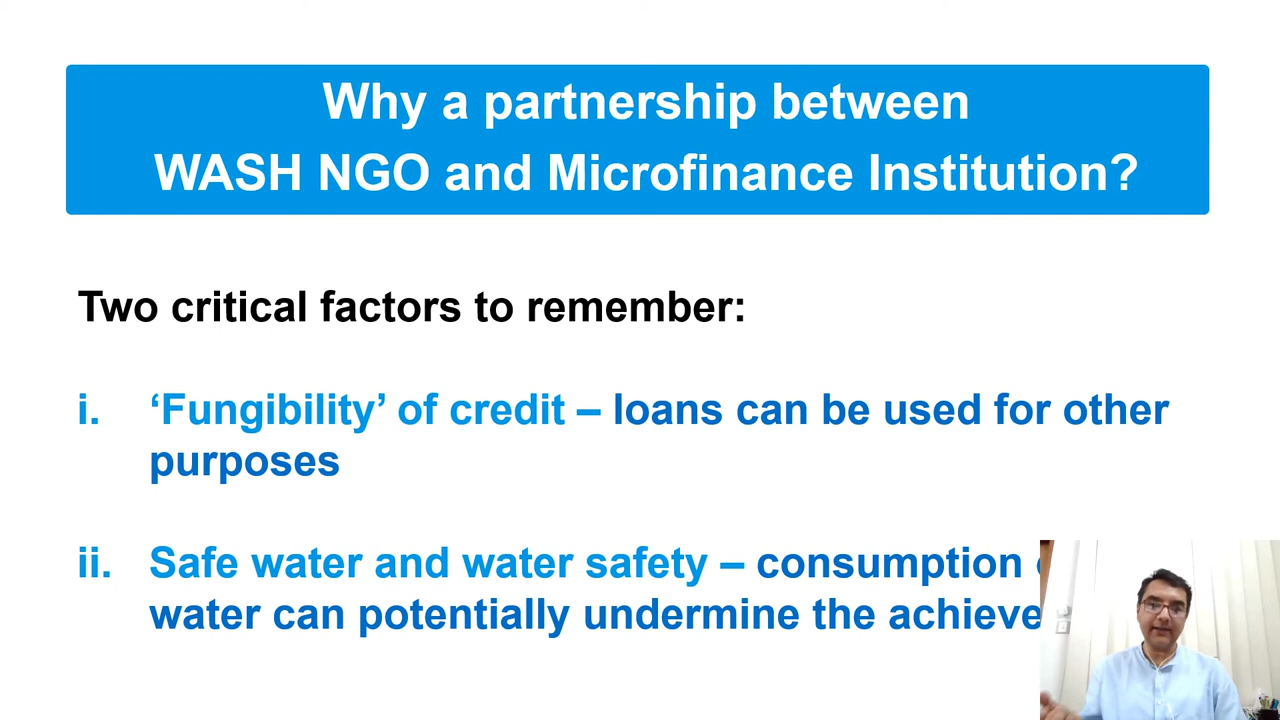 Why a partnership between
WASH NGO and Microfinance Institution?
Two critical factors to remember:
i. ‘Fungibility’ of credit – loans can be used for other
purposes
ii. Safe water and water safety – consumption
water can potentially undermine the achieve